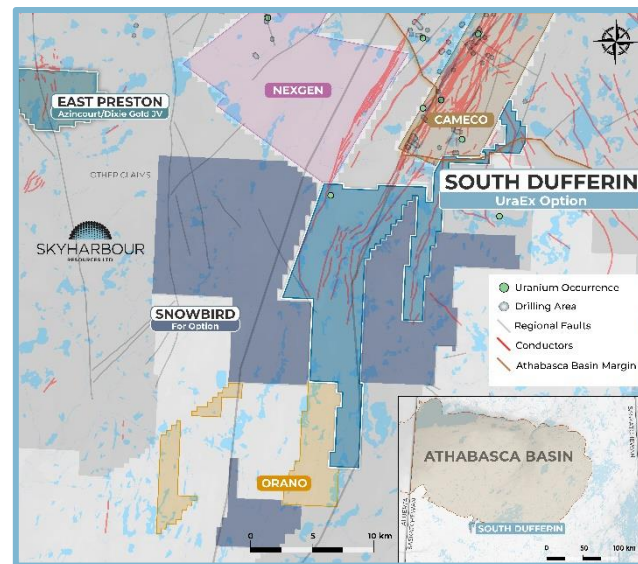 NEXGEN
EAST PRESTON
Azincourt/Dixie Gold JV
CAMECO
OTHER CLAIMS
SOUTH DUFFERIN
UraEx Option
SKYHARBOUR
RESOURCES LTD.
SNOWBIRD
For Option
Uranium Occurrence
Drilling Area
Regional Faults
Conductors
Athabasca Basin Margin
ORANO
0 5 10 km
ATHABASCA BASIN
ALBERTA
SASKATCHEWAN
SOUTH DUFFERIN
0 50 100 km